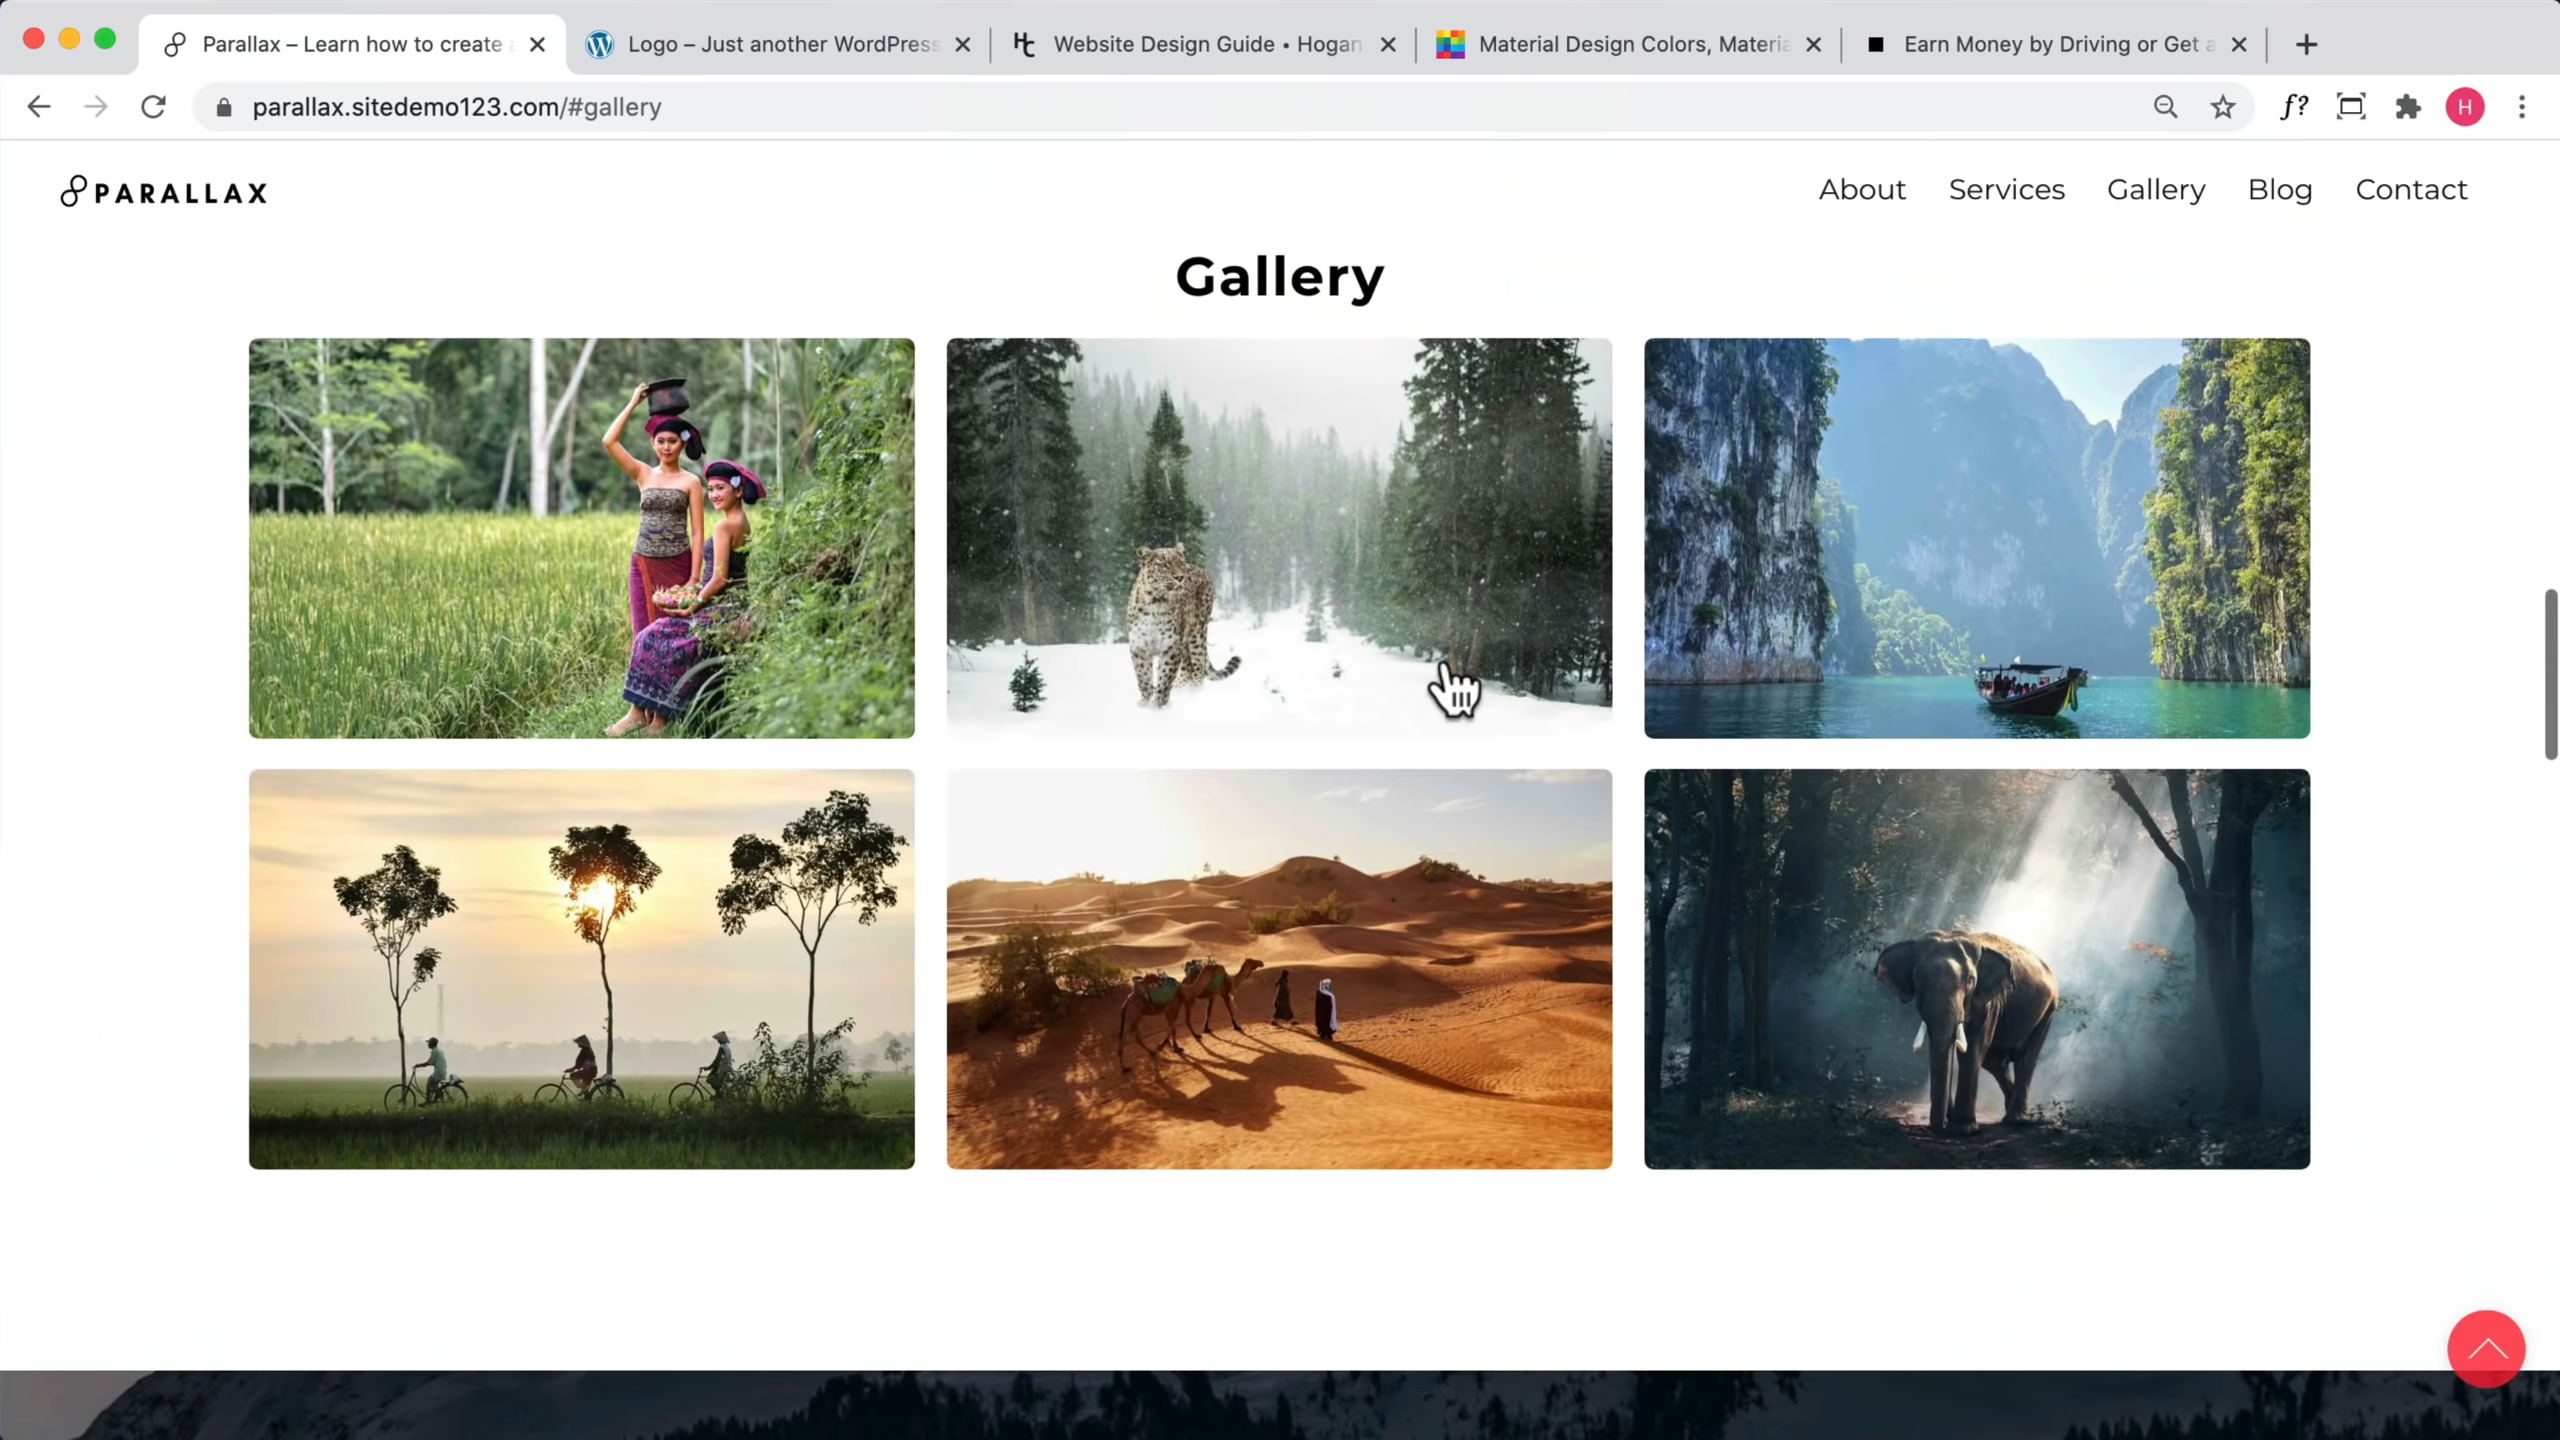 Parallax – Learn how to create
Logo – Just another WordPress
Website Design Guide • Hogan
Material Design Colors, Materia
Earn Money by Driving or Get a
parallax.sitedemo123.com/#gallery
f?
H
PARALLAX
About
Services
Gallery
Blog
Contact
Gallery